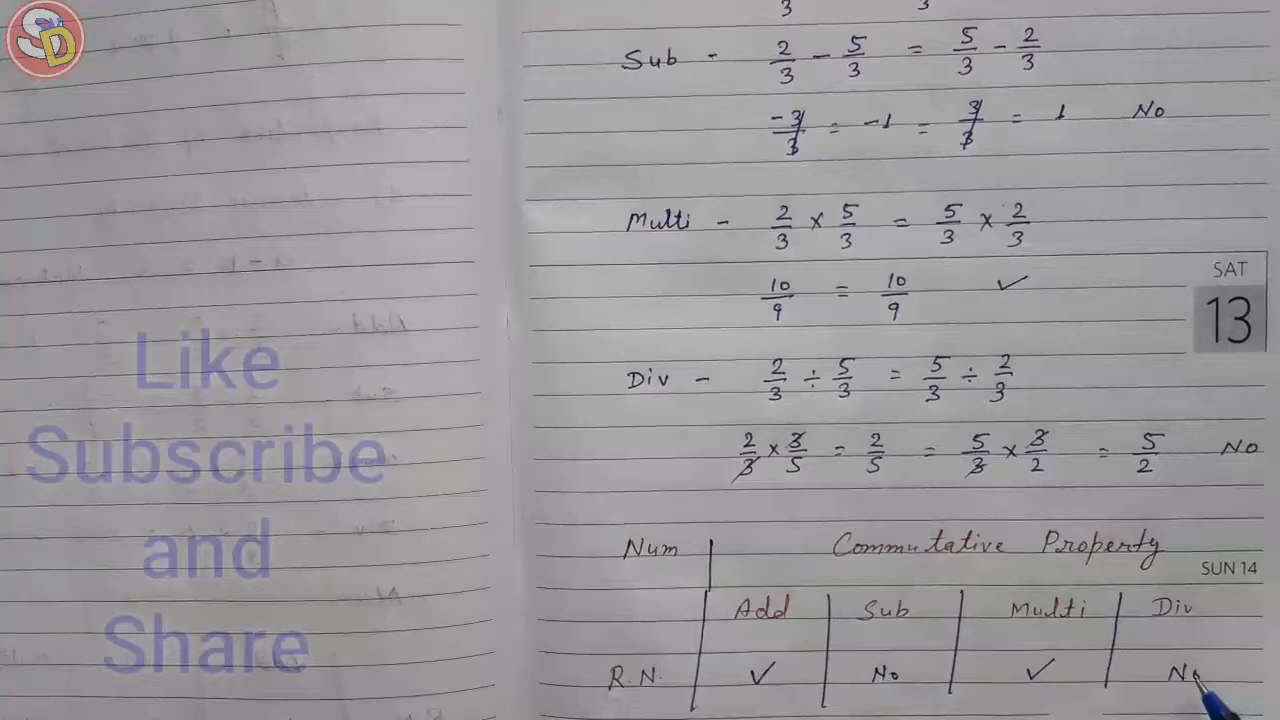 SD
3 3
Sub - 2/3 - 5/3 = 5/3 - 2/3
-3/3 = -1 = 3/3 = 1 No
Multi - 2/3 × 5/3 = 5/3 × 2/3
10/9 = 10/9 ✓
SAT
13
Div - 2/3 ÷ 5/3 = 5/3 ÷ 2/3
2/3 × 3/5 = 2/5 = 5/3 × 3/2 = 5/2 No
Num Commutative Property
SUN 14
Add Sub Multi Div
R.N. ✓ No ✓ No
Like
Subscribe
and
Share